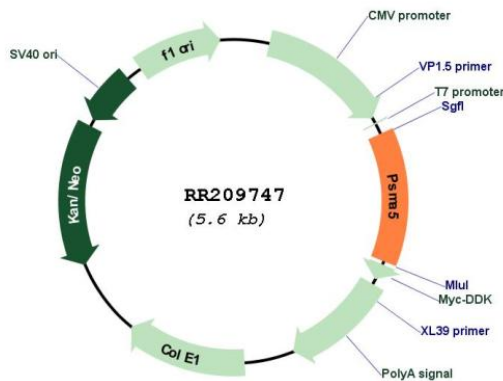 CMV promoter
SV40 ori
f1 ori
VP1.5 primer
T7 promoter
SgfI
Kan/Neo
RR209747
(5.6 kb)
Psma5
MluI
Myc-DDK
XL39 primer
Col E1
PolyA signal